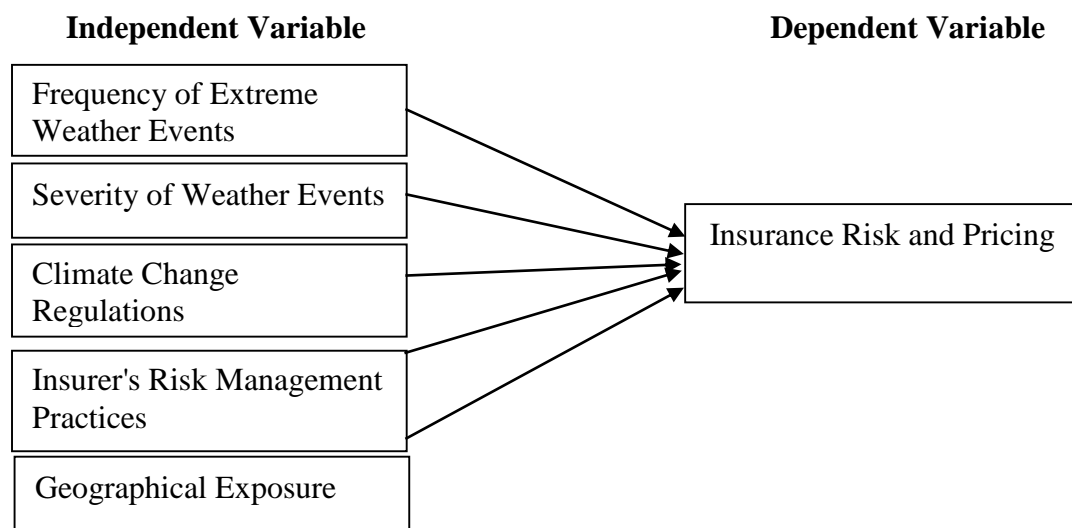 Independent Variable
Dependent Variable
Frequency of Extreme
Weather Events
Severity of Weather Events
Climate Change
Regulations
Insurer's Risk Management
Practices
Geographical Exposure
Insurance Risk and Pricing